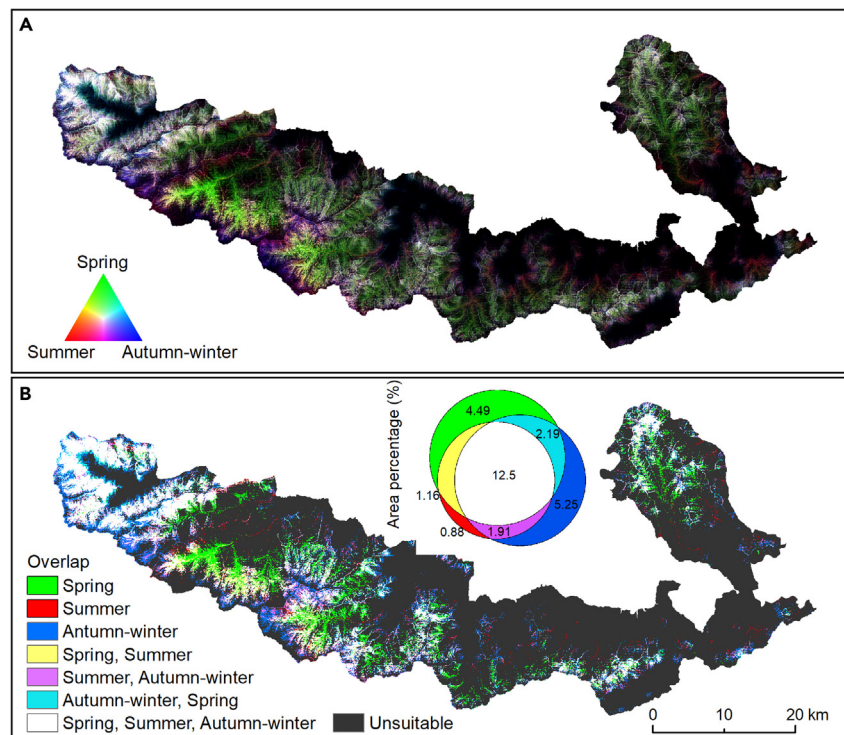 A
Spring
Summer Autumn-winter
B
Area percentage (%)
4.49
2.19
12.5
1.16
5.25
0.88
1.91
Overlap
Spring
Summer
Antumn-winter
Spring, Summer
Summer, Autumn-winter
Autumn-winter, Spring
Spring, Summer, Autumn-winter Unsuitable
0 10 20 km